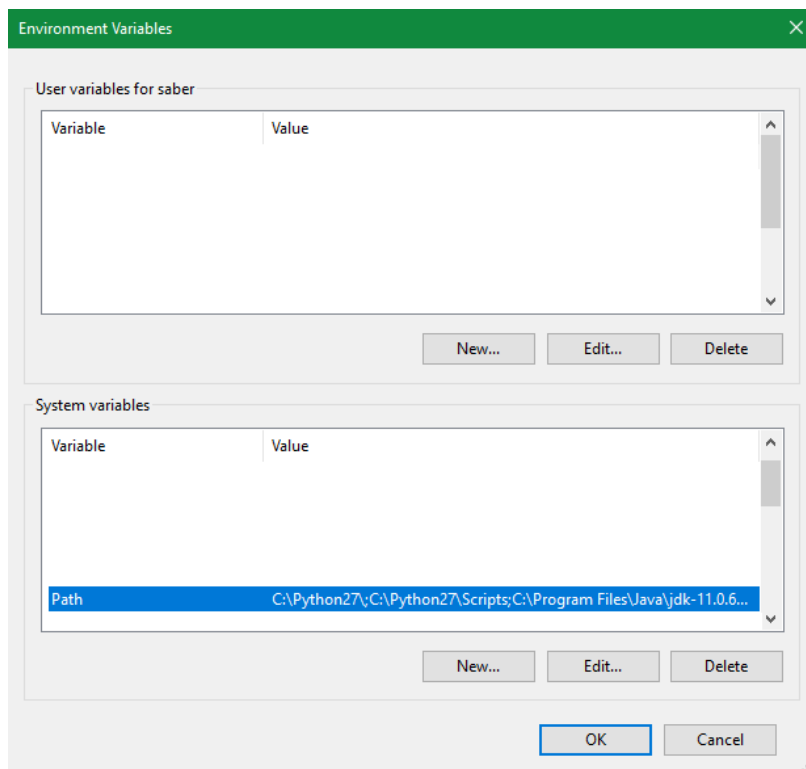 Environment Variables
User variables for saber
Variable Value
New... Edit... Delete
System variables
Variable Value
Path C:\Python27\;C:\Python27\Scripts;C:\Program Files\Java\jdk-11.0.6...
New... Edit... Delete
OK Cancel